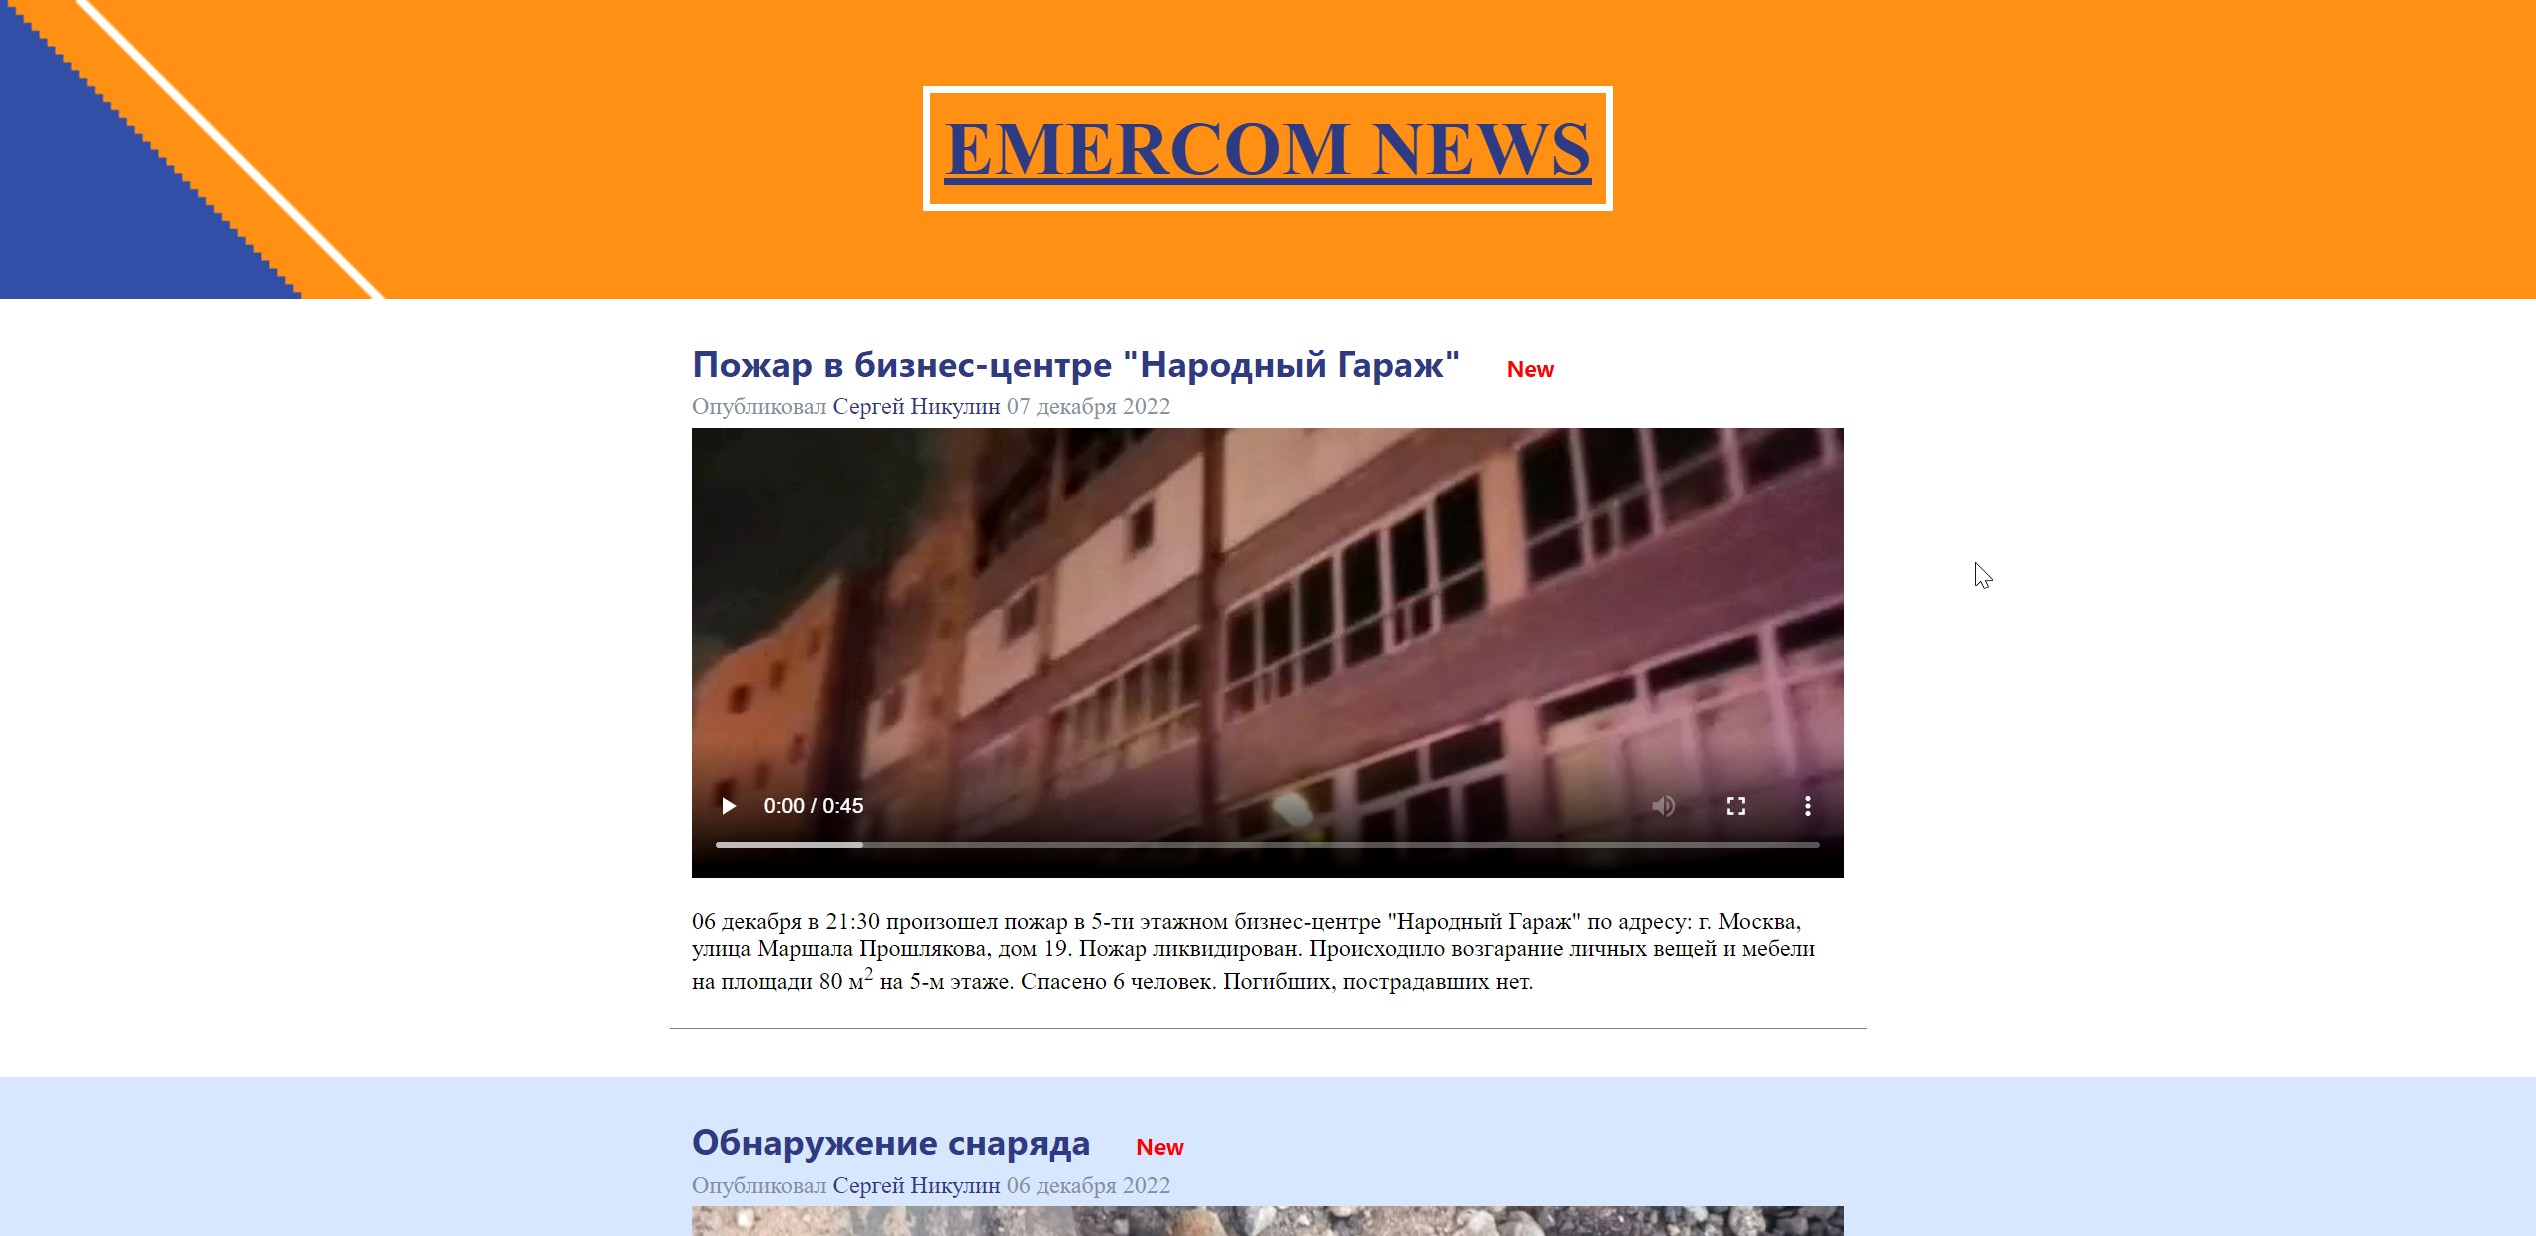 EMERCOM NEWS
Пожар в бизнес-центре "Народный Гараж" New
Опубликовал Сергей Никулин 07 декабря 2022
0:00 / 0:45
06 декабря в 21:30 произошел пожар в 5-ти этажном бизнес-центре "Народный Гараж" по адресу: г. Москва,
улица Маршала Прошлякова, дом 19. Пожар ликвидирован. Происходило возгарание личных вещей и мебели
на площади 80 м² на 5-м этаже. Спасено 6 человек. Погибших, пострадавших нет.
Обнаружение снаряда New
Опубликовал Сергей Никулин 06 декабря 2022